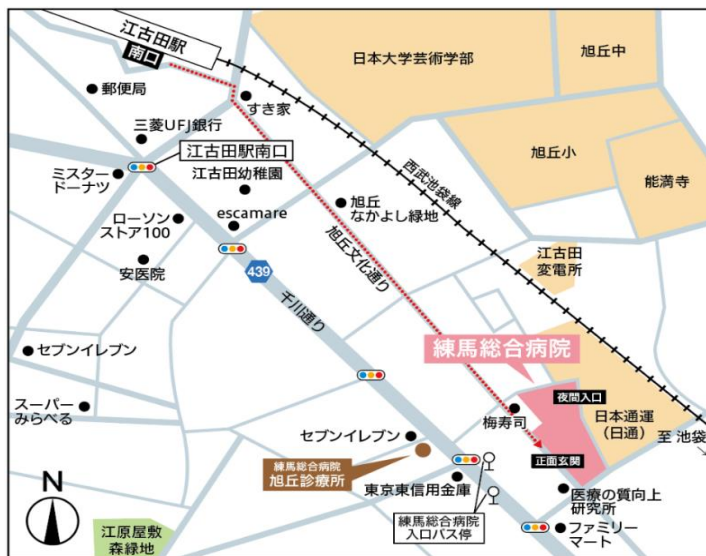 江古田駅
南口
日本大学芸術学部
旭丘中
郵便局
すき家
三菱UFJ銀行
江古田駅南口
ミスター
ドーナツ
江古田幼稚園
旭丘小
能満寺
西武池袋線
ローソン
ストア100
escamare
旭丘
なかよし緑地
安医院
439
旭丘文化通り
江古田
変電所
千川通り
セブンイレブン
練馬総合病院
スーパー
みらべる
梅寿司
夜間入口
日本通運
(日通)
至 池袋
セブンイレブン
正面玄関
練馬総合病院
旭丘診療所
東京東信用金庫
医療の質向上
研究所
N
練馬総合病院
入口バス停
ファミリー
マート
江原屋敷
森緑地